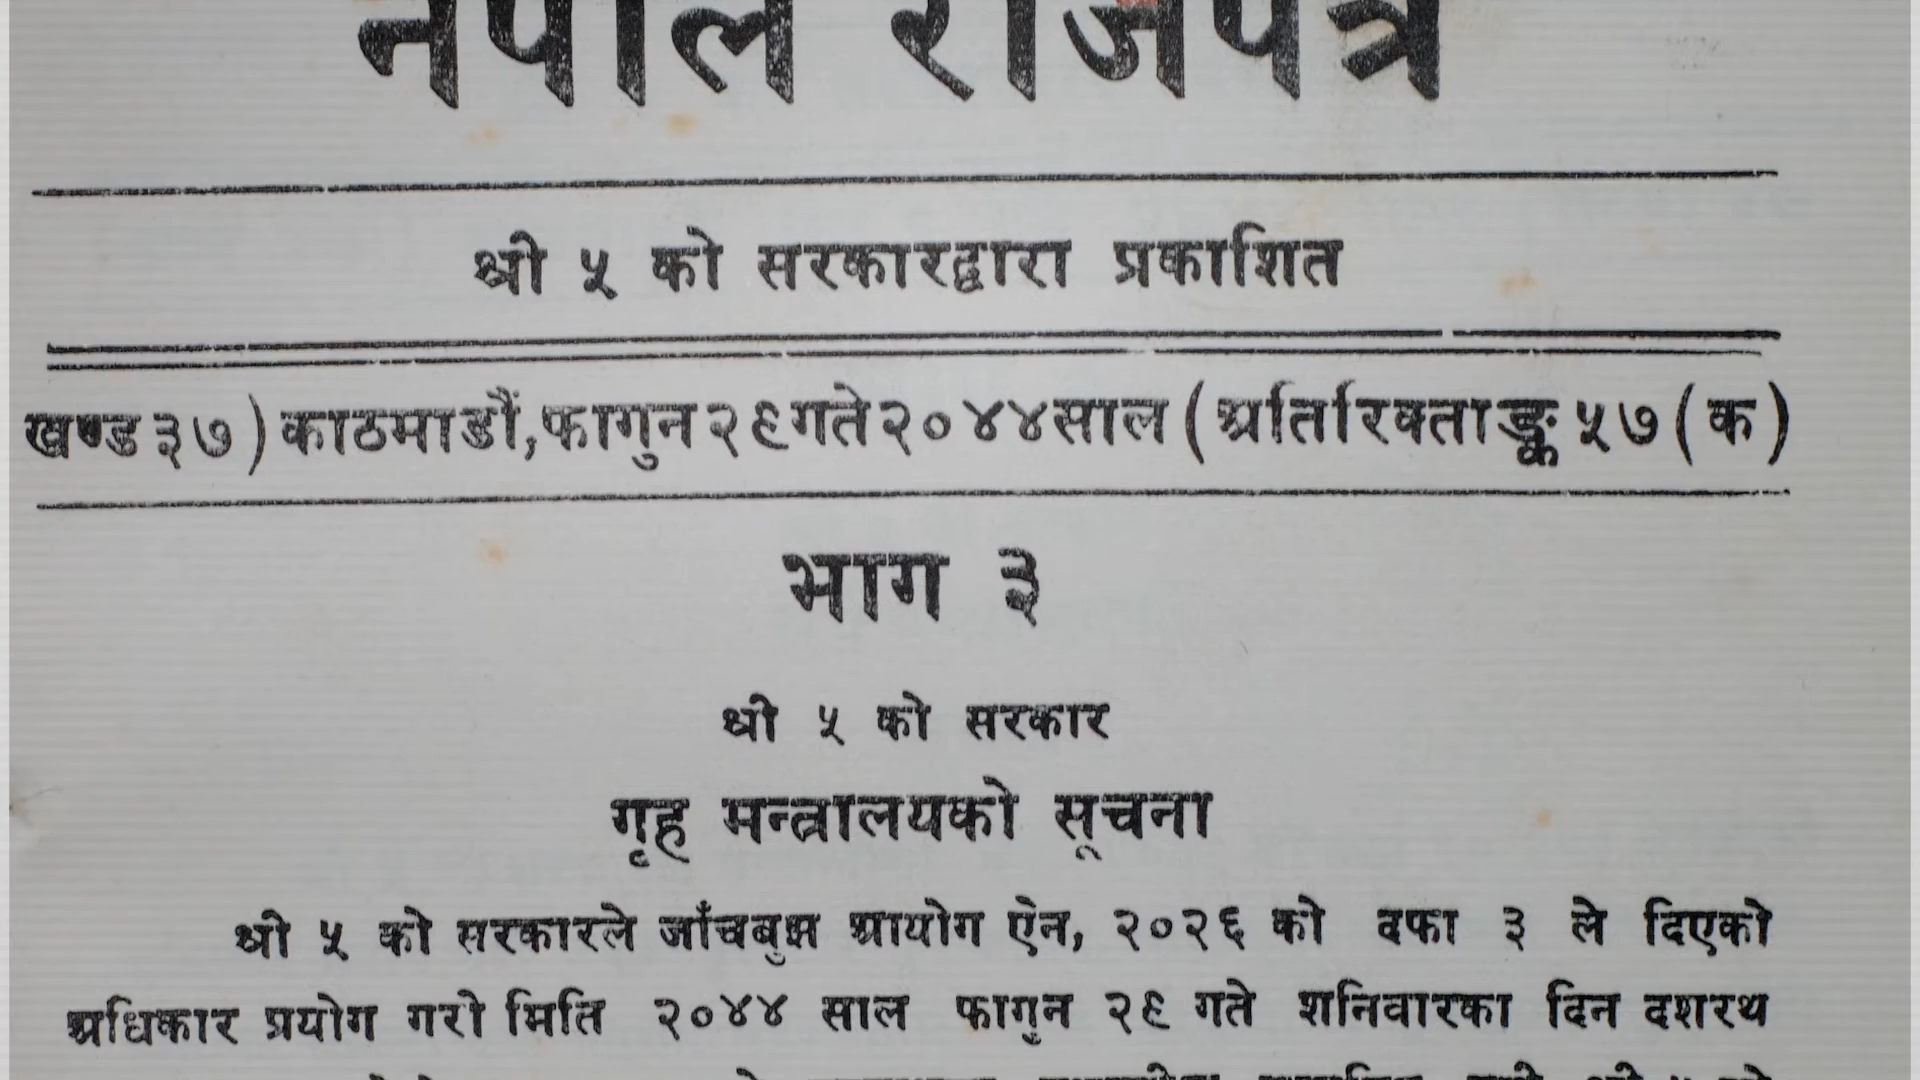 नेपाल राजपत्र
श्री ५ को सरकारद्वारा प्रकाशित
खण्ड ३७) काठमाडौं, फागुन २९ गते २०४४ साल (अतिरिक्ताङ्क ५७ (क)
भाग ३
श्री ५ को सरकार
गृह मन्त्रालयको सूचना
श्री ५ को सरकारले जाँचबुझ आयोग ऐन, २०२६ को दफा ३ ले दिएको
अधिकार प्रयोग गरी मिति २०४४ साल फागुन २९ गते शनिवारका दिन दशरथ